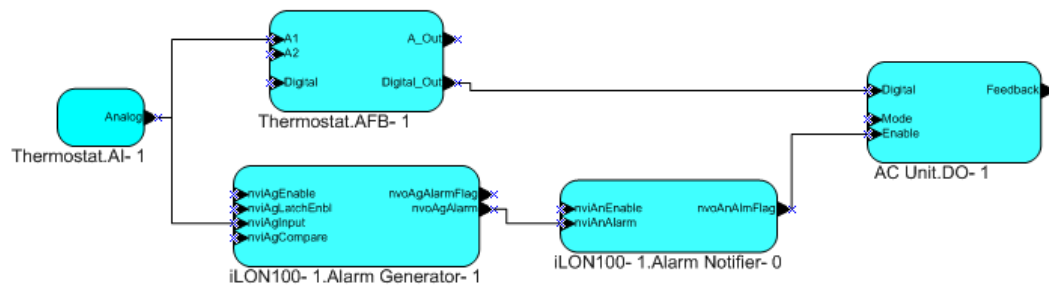 A1
A2
Digital
A_Out
Digital_Out
Thermostat.AFB- 1
Analog
Thermostat.AI- 1
Digital
Mode
Enable
Feedback
AC Unit.DO- 1
nviAgEnable
nviAgLatchEnbl
nviAgInput
nviAgCompare
nvoAgAlarmFlag
nvoAgAlarm
iLON100- 1.Alarm Generator- 1
nviAnEnable
nviAnAlarm
nvoAnAlmFlag
iLON100- 1.Alarm Notifier- 0